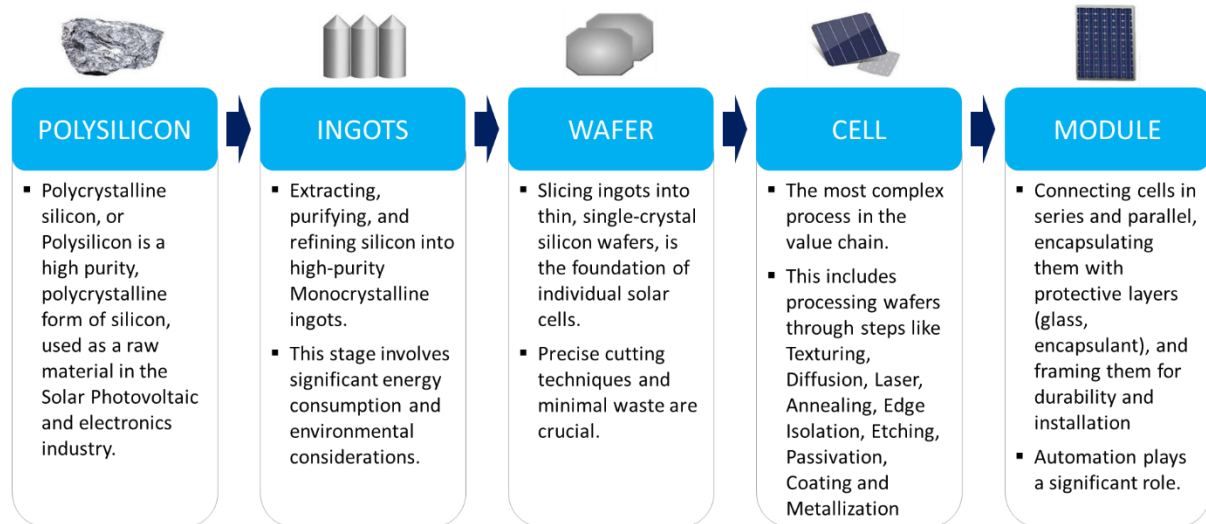 POLYSILICON
▪ Polycrystalline
silicon, or
Polysilicon is a
high purity,
polycrystalline
form of silicon,
used as a raw
material in the
Solar Photovoltaic
and electronics
industry.
INGOTS
▪ Extracting,
purifying, and
refining silicon into
high-purity
Monocrystalline
ingots.
▪ This stage involves
significant energy
consumption and
environmental
considerations.
WAFER
▪ Slicing ingots into
thin, single-crystal
silicon wafers, is
the foundation of
individual solar
cells.
▪ Precise cutting
techniques and
minimal waste are
crucial.
CELL
▪ The most complex
process in the
value chain.
▪ This includes
processing wafers
through steps like
Texturing,
Diffusion, Laser,
Annealing, Edge
Isolation, Etching,
Passivation,
Coating and
Metallization
MODULE
▪ Connecting cells in
series and parallel,
encapsulating
them with
protective layers
(glass,
encapsulant), and
framing them for
durability and
installation
▪ Automation plays
a significant role.